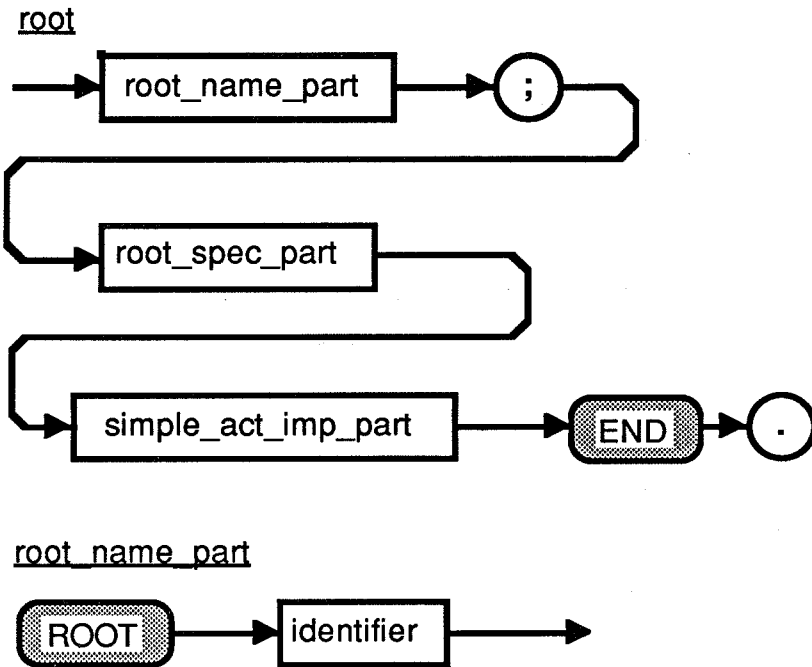 root
root_name_part ;
root_spec_part
simple_act_imp_part END .
root_name_part
ROOT identifier